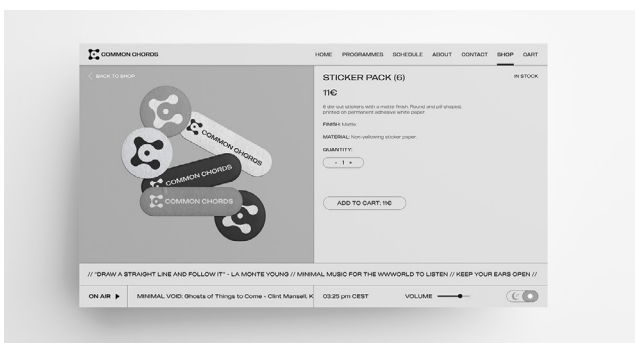 COMMON CHORDS
HOME PROGRAMMES SCHEDULE ABOUT CONTACT SHOP CART
BACK TO SHOP
COMMON CHORDS
COMMON CHORDS
COMMON CHORDS
STICKER PACK (6)
IN STOCK
11€
6 die-cut stickers with a matte finish. Round and pill shaped,
printed on permanent adhesive white paper.
FINISH: Matte
MATERIAL: Non-yellowing sticker paper
QUANTITY:
- 1 +
ADD TO CART: 11€
// "DRAW A STRAIGHT LINE AND FOLLOW IT" - LA MONTE YOUNG // MINIMAL MUSIC FOR THE WWWORLD TO LISTEN // KEEP YOUR EARS OPEN //
ON AIR
MINIMAL VOID: Ghosts of Things to Come - Clint Mansell, K
03:25 pm CEST
VOLUME